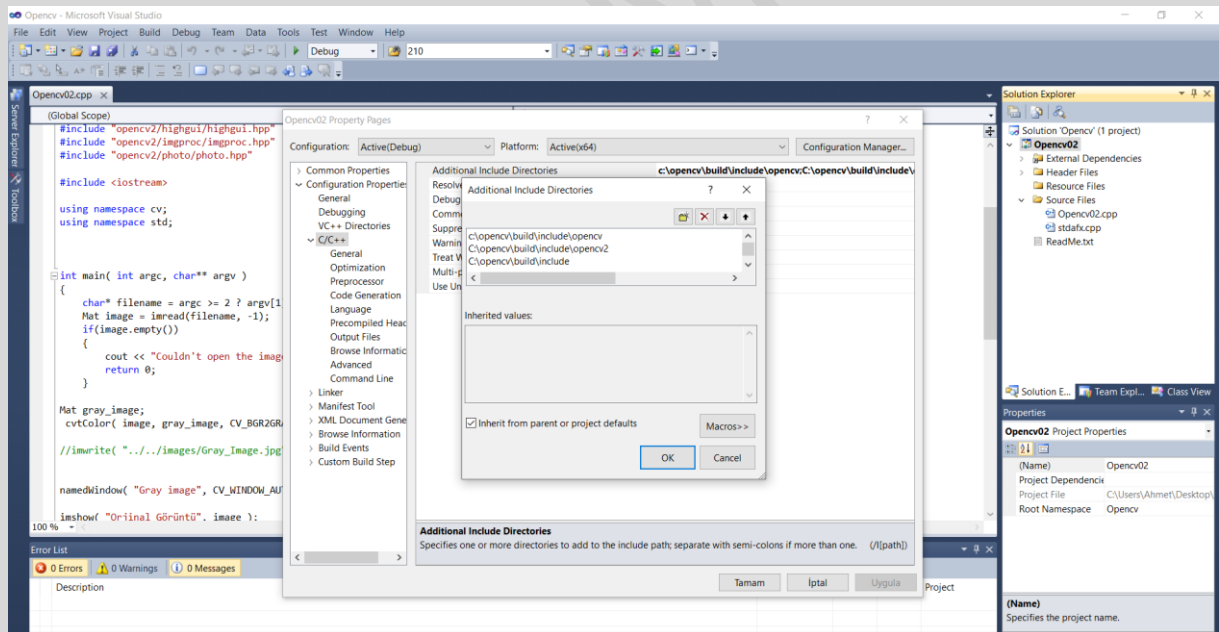 Opencv - Microsoft Visual Studio
File Edit View Project Build Debug Team Data Tools Test Window Help
Debug 210
Server Explorer
Toolbox
Opencv02.cpp
(Global Scope)
#include "opencv2/highgui/highgui.hpp"
#include "opencv2/imgproc/imgproc.hpp"
#include "opencv2/photo/photo.hpp"
#include <iostream>
using namespace cv;
using namespace std;
int main( int argc, char** argv )
{
char* filename = argc >= 2 ? argv[1
Mat image = imread(filename, -1);
if(image.empty())
{
cout << "Couldn't open the imag
return 0;
}
Mat gray_image;
cvtColor( image, gray_image, CV_BGR2GR
//imwrite( "../../images/Gray_Image.jpg
namedWindow( "Gray image", CV_WINDOW_AU
imshow( "Orjinal Görüntü", image );
100 %
Opencv02 Property Pages
Configuration: Active(Debug) Platform: Active(x64) Configuration Manager...
Common Properties
Configuration Propertie
General
Debugging
VC++ Directories
C/C++
General
Optimization
Preprocessor
Code Generation
Language
Precompiled Heac
Output Files
Browse Informatic
Advanced
Command Line
Linker
Manifest Tool
XML Document Gene
Browse Information
Build Events
Custom Build Step
Additional Include Directories c:\opencv\build\include\opencv;C:\opencv\build\include\
Resolv
Debug
Comm
Suppre
Warnin
Treat W
Multi-p
Use Un
Additional Include Directories
c:\opencv\build\include\opencv
C:\opencv\build\include\opencv2
C:\opencv\build\include
Inherited values:
Inherit from parent or project defaults
Macros>>
OK Cancel
Additional Include Directories
Specifies one or more directories to add to the include path; separate with semi-colons if more than one. (/I[path])
Tamam İptal Uygula
Solution Explorer
Solution 'Opencv' (1 project)
Opencv02
External Dependencies
Header Files
Resource Files
Source Files
Opencv02.cpp
stdafx.cpp
ReadMe.txt
Solution E... Team Expl... Class View
Properties
Opencv02 Project Properties
(Name) Opencv02
Project Dependencie
Project File C:\Users\Ahmet\Desktop\
Root Namespace Opencv
(Name)
Specifies the project name.
Error List
0 Errors 0 Warnings 0 Messages
Description Project